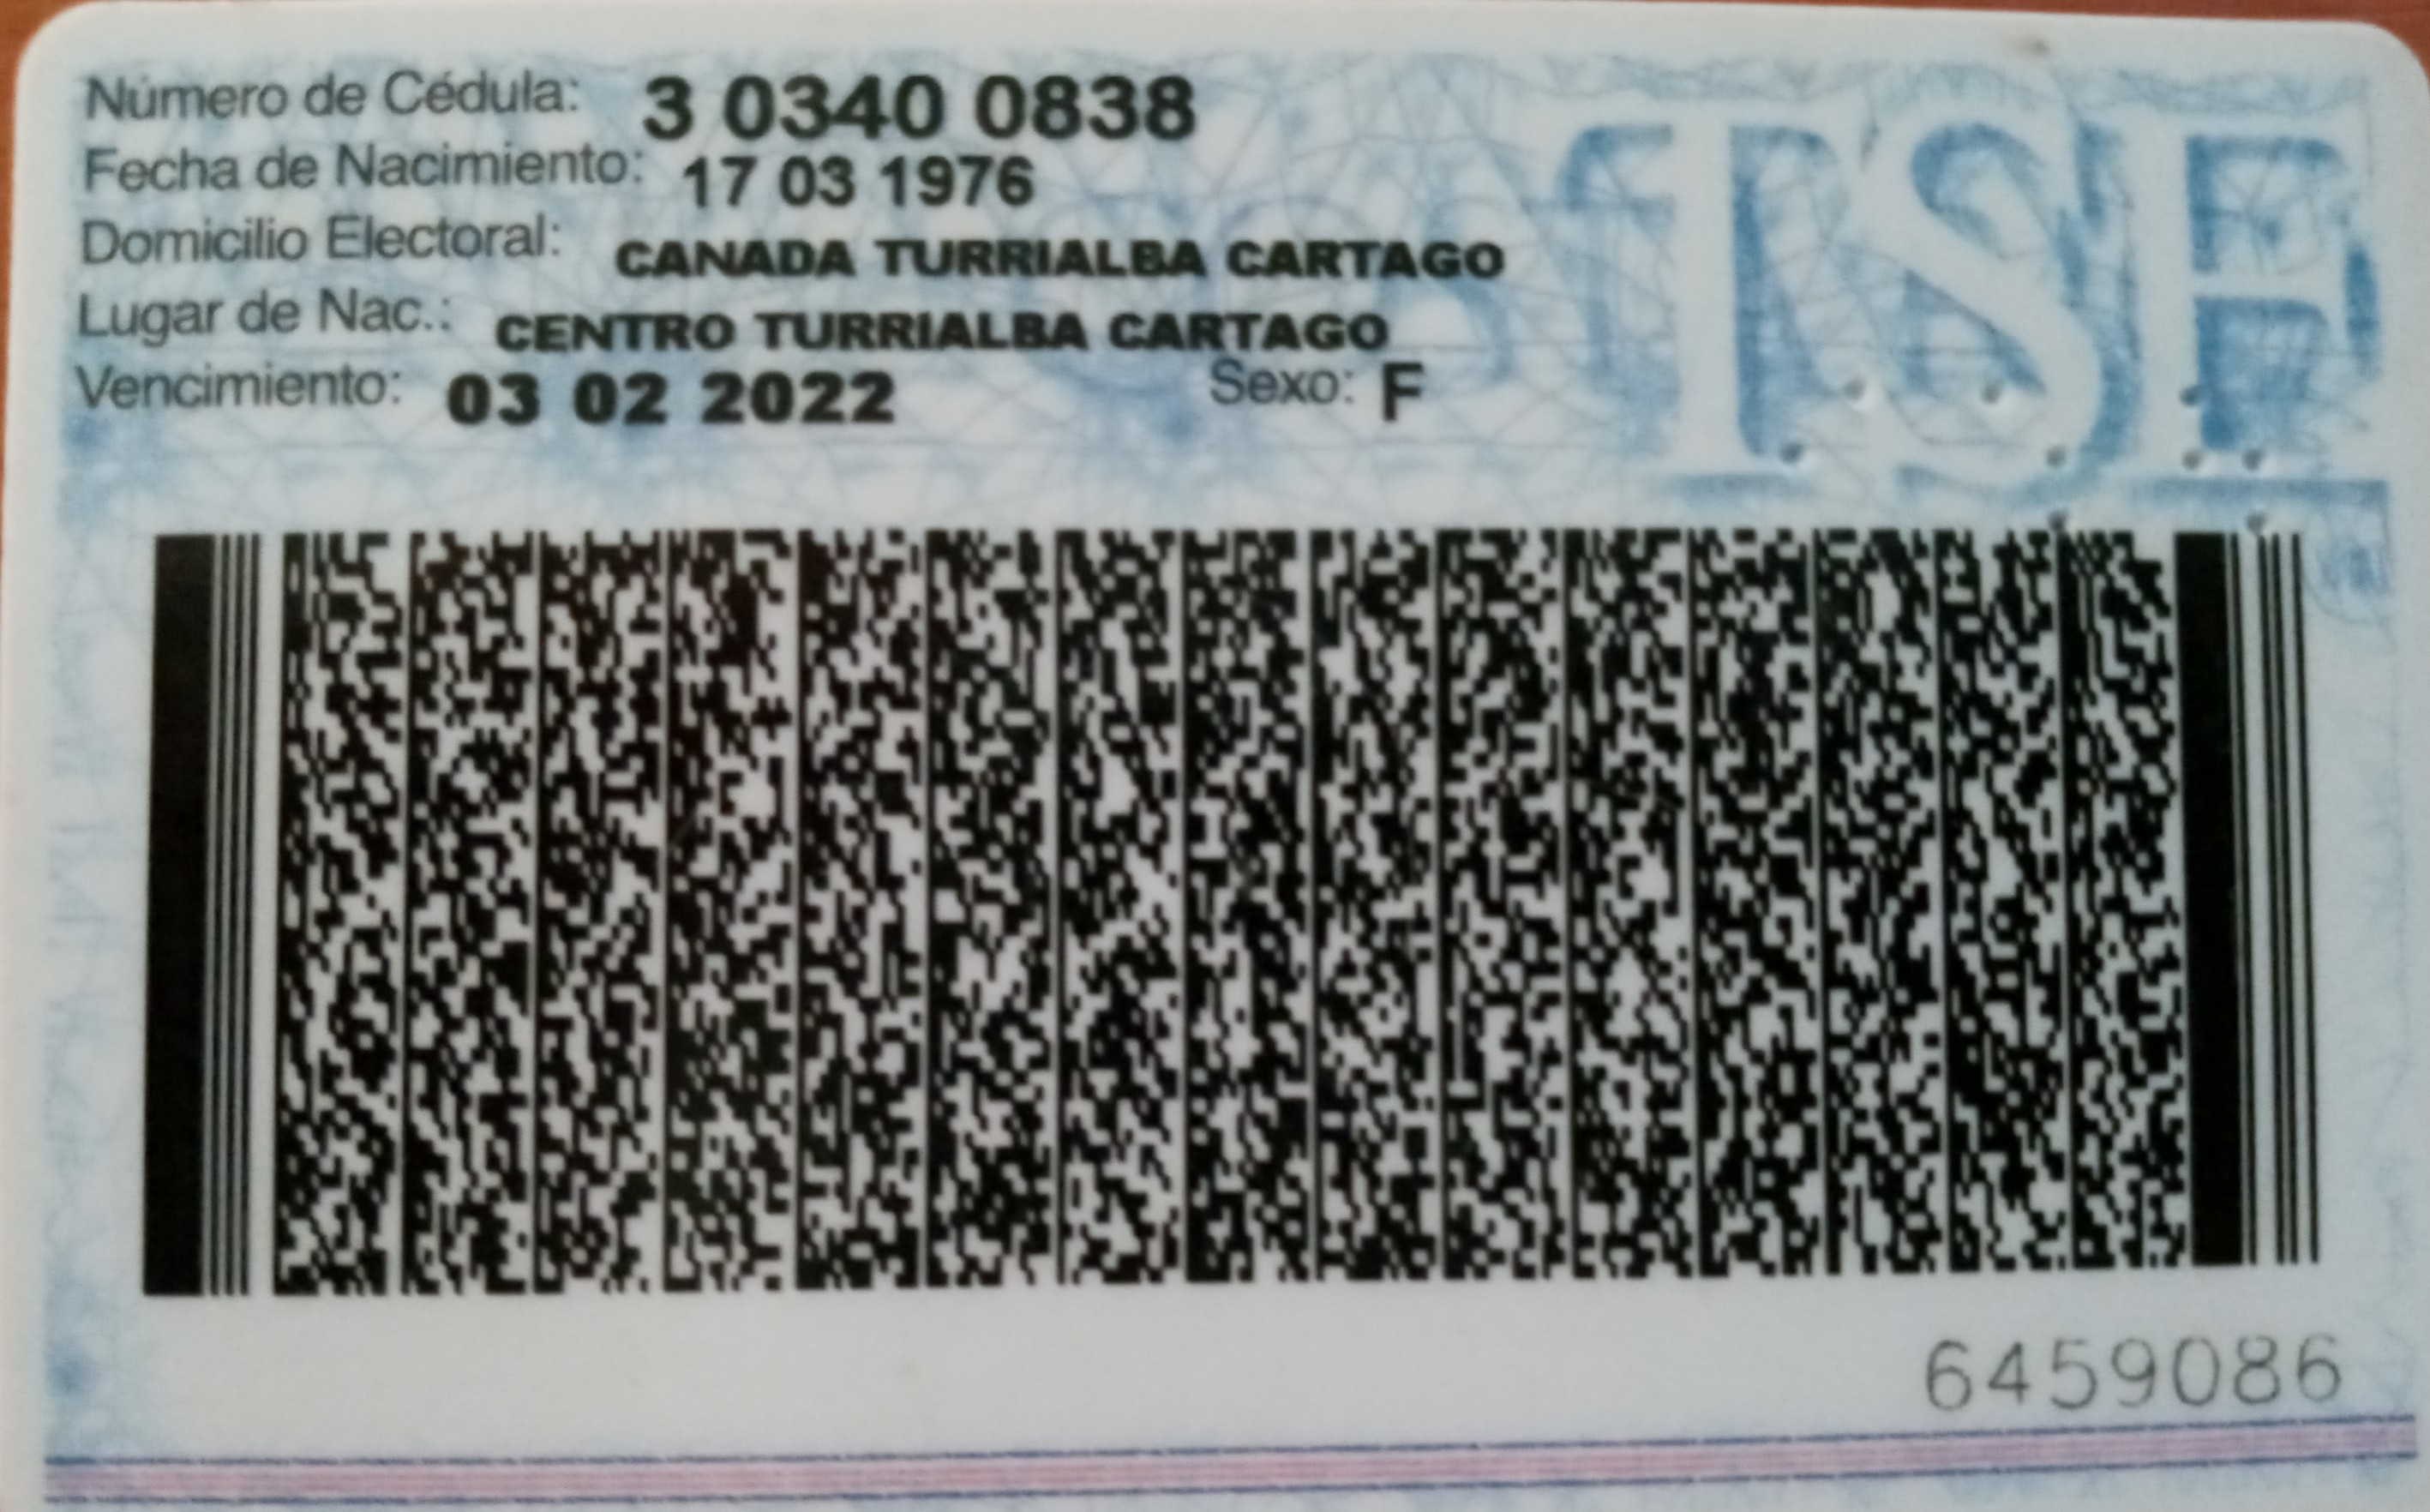 Número de Cédula: 3 0340 0838
Fecha de Nacimiento: 17 03 1976
Domicilio Electoral: CANADA TURRIALBA CARTAGO
Lugar de Nac.: CENTRO TURRIALBA CARTAGO
Vencimiento: 03 02 2022 Sexo: F
TSE
6459086